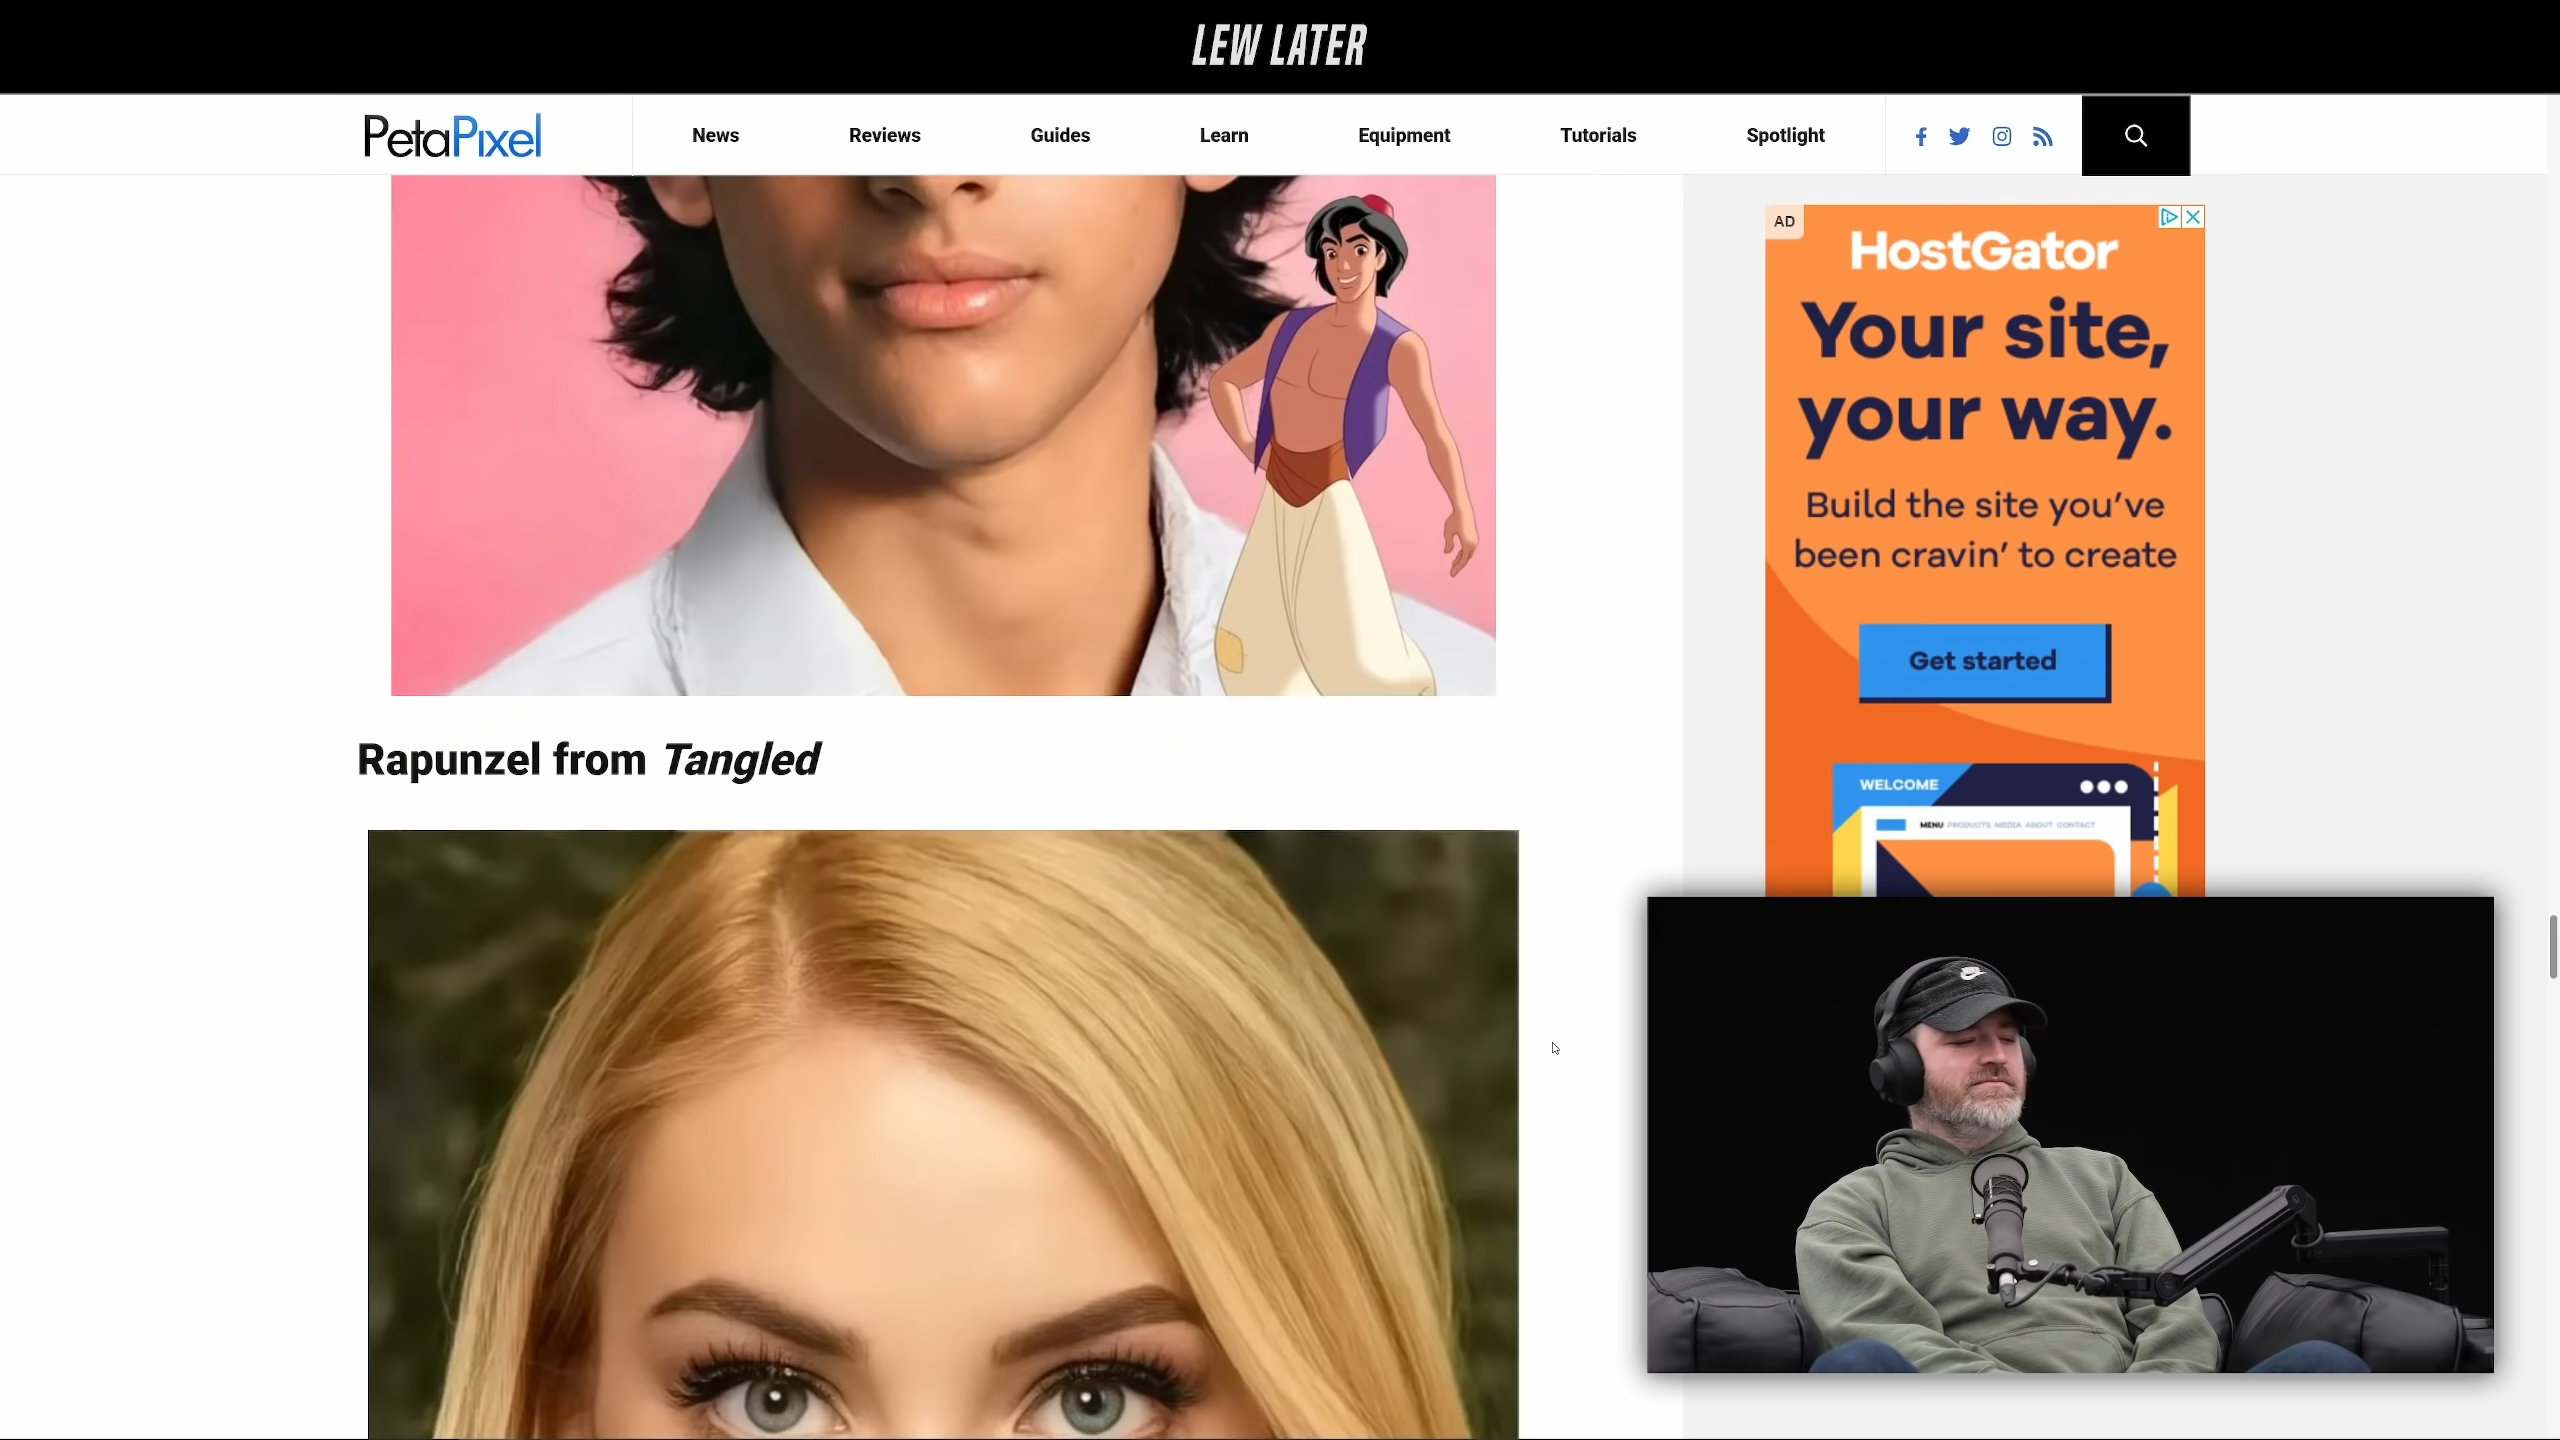 LEW LATER
PetaPixel
News
Reviews
Guides
Learn
Equipment
Tutorials
Spotlight
AD
HostGator
Your site,
your way.
Build the site you've
been cravin' to create
Get started
Rapunzel from Tangled
WELCOME
MENU PRODUCTS MEDIA ABOUT CONTACT